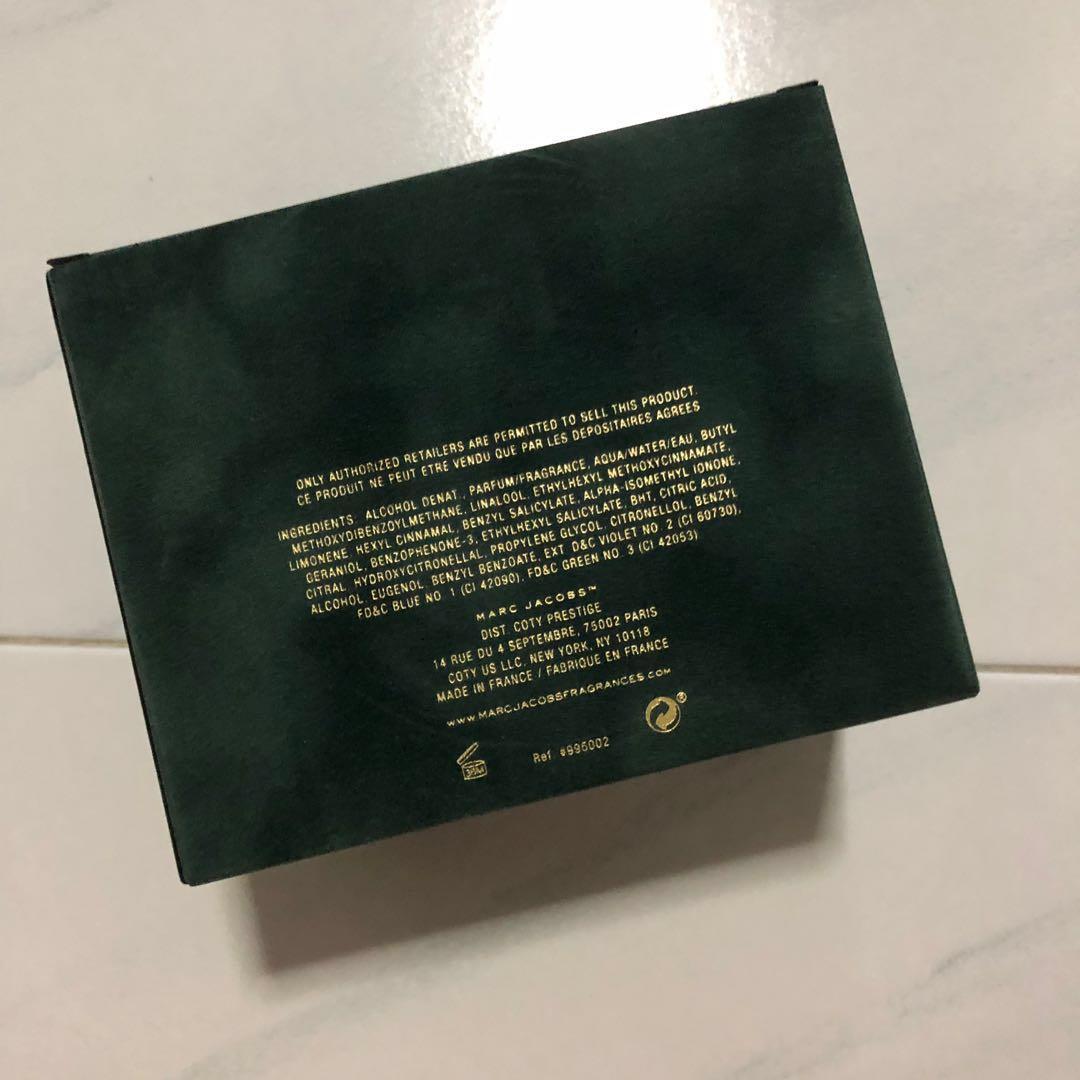 ONLY AUTHORIZED RETAILERS ARE PERMITTED TO SELL THIS PRODUCT.
CE PRODUIT NE PEUT ETRE VENDU QUE PAR LES DEPOSITAIRES AGREES
INGREDIENTS: ALCOHOL DENAT., PARFUM/FRAGRANCE, AQUA/WATER/EAU, BUTYL
METHOXYDIBENZOYLMETHANE, LINALOOL, ETHYLHEXYL METHOXYCINNAMATE,
LIMONENE, HEXYL CINNAMAL, BENZYL SALICYLATE, ALPHA-ISOMETHYL IONONE,
GERANIOL, BENZOPHENONE-3, ETHYLHEXYL SALICYLATE, BHT, CITRIC ACID,
CITRAL, HYDROXYCITRONELLAL, PROPYLENE GLYCOL, CITRONELLOL, BENZYL
ALCOHOL, EUGENOL, BENZYL BENZOATE, EXT. D&C VIOLET NO. 2 (CI 60730),
FD&C BLUE NO. 1 (CI 42090), FD&C GREEN NO. 3 (CI 42053)
MARC JACOBS™
DIST. COTY PRESTIGE
14 RUE DU 4 SEPTEMBRE, 75002 PARIS
COTY US LLC, NEW YORK, NY 10118
MADE IN FRANCE / FABRIQUE EN FRANCE
WWW.MARCJACOBSFRAGRANCES.COM
36M Ref. #995002 ®